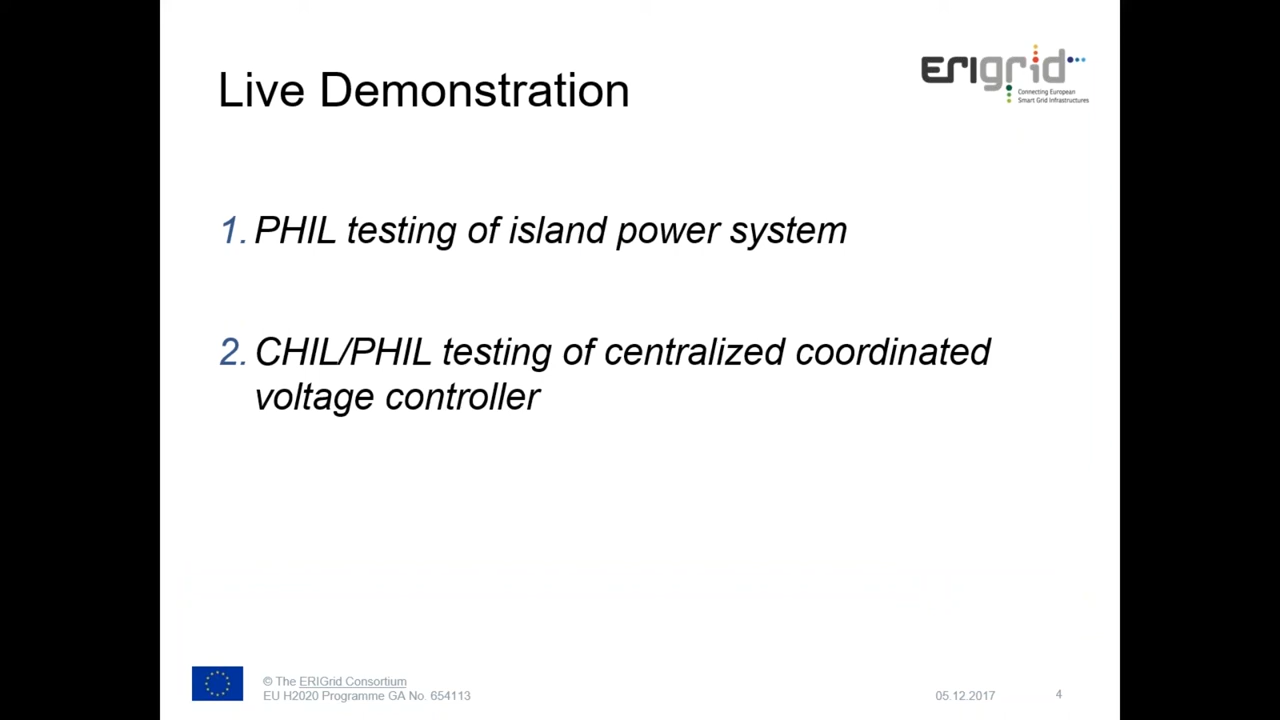 Live Demonstration
ERIgrid
Connecting European
Smart Grid Infrastructures
1. PHIL testing of island power system
2. CHIL/PHIL testing of centralized coordinated
voltage controller
© The ERIGrid Consortium
EU H2020 Programme GA No. 654113
05.12.2017
4